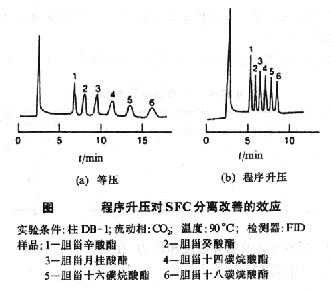 1
2
3
4
5
6
0
5
10
15
t/min
(a) 等压
1
2
3
4
5
6
0
5
10
t/min
(b) 程序升压
图 程序升压对SFC分离改善的效应
实验条件:柱DB-1;流动相:CO₂; 温度:90℃; 检测器:FID
样品:1—胆甾辛酸酯 2—胆甾癸酸酯
3—胆甾月桂酸酯 4—胆甾十四碳烷酸酯
5—胆甾十六碳烷酸酯 6—胆甾十八碳烷酸酯